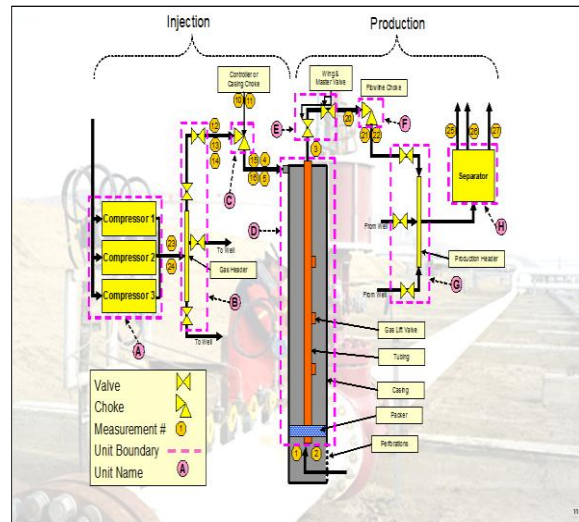 Injection
Production
Controller or
Casing Choke
10 11
Wing &
Master Valve
Flowline Choke
E
F
12
13
14
20
21 22
25 26 27
3
15 4
16 5
C
D
Separator
H
Compressor 1
Compressor 2
Compressor 3
23
24
To Well
Gas Header
B
To Well
A
From Well
From Well
Production Header
G
Gas Lift Valve
Tubing
Casing
Packer
Perforations
1 2
Valve
Choke
Measurement # 1
Unit Boundary
Unit Name A